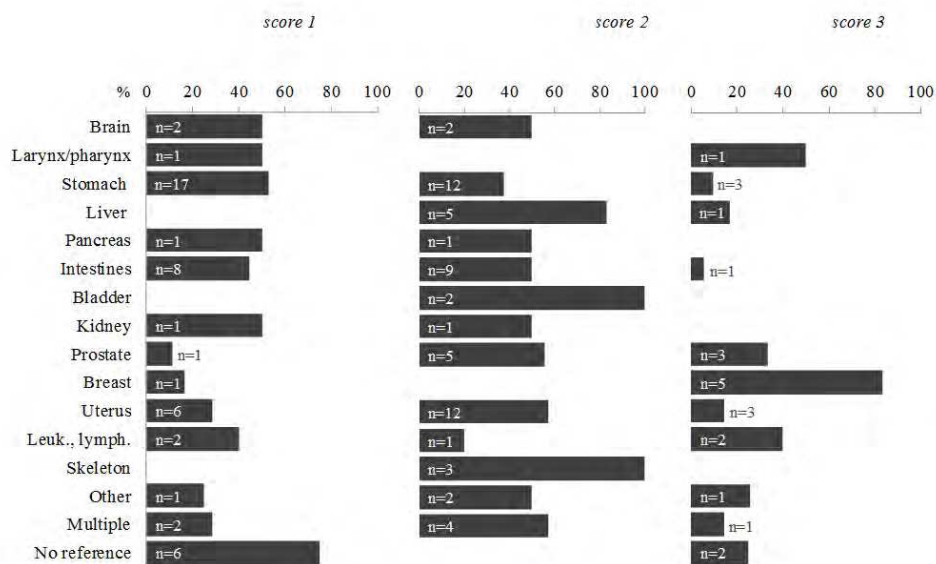 score 1 score 2 score 3
% 0 20 40 60 80 100 0 20 40 60 80 100 0 20 40 60 80 100
Brain n=2 n=2
Larynx/pharynx n=1 n=1
Stomach n=17 n=12 n=3
Liver n=5 n=1
Pancreas n=1 n=1
Intestines n=8 n=9 n=1
Bladder n=2
Kidney n=1 n=1
Prostate n=1 n=5 n=3
Breast n=1 n=5
Uterus n=6 n=12 n=3
Leuk., lymph. n=2 n=1 n=2
Skeleton n=3
Other n=1 n=2 n=1
Multiple n=2 n=4 n=1
No reference n=6 n=2